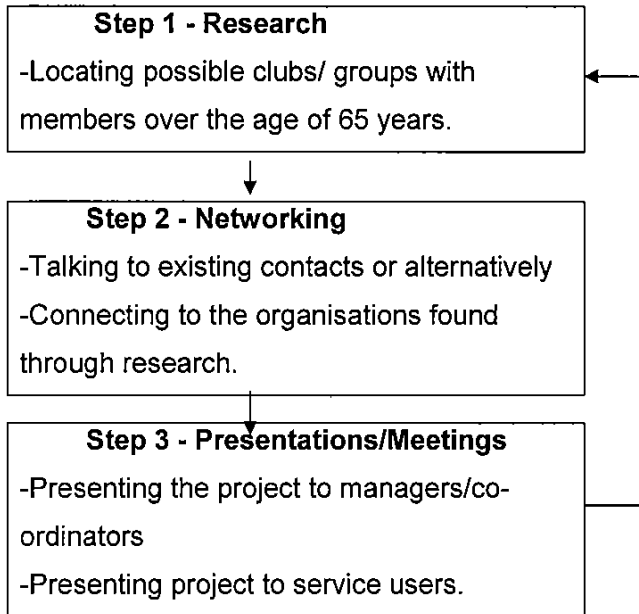 Step 1 - Research
-Locating possible clubs/ groups with
members over the age of 65 years.
Step 2 - Networking
-Talking to existing contacts or alternatively
-Connecting to the organisations found
through research.
Step 3 - Presentations/Meetings
-Presenting the project to managers/co-
ordinators
-Presenting project to service users.